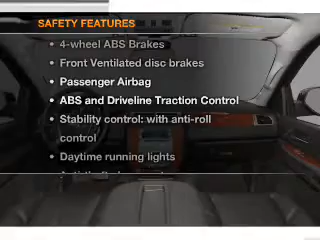 SAFETY FEATURES
• 4-wheel ABS Brakes
• Front Ventilated disc brakes
• Passenger Airbag
• ABS and Driveline Traction Control
• Stability control: with anti-roll
control
• Daytime running lights